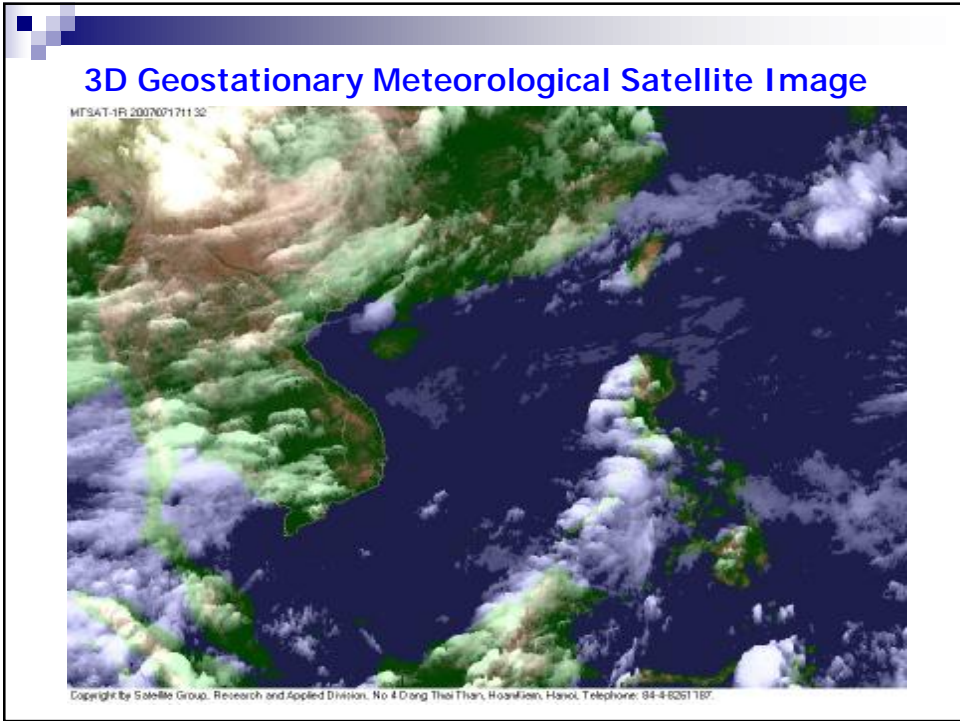 3D Geostationary Meteorological Satellite Image
MTSAT-1R 200707171132
Copyright by Satellite Group, Research and Applied Division, No 4 Dang Thai Than, HoanKiem, Hanoi, Telephone: 84-4-8261187.